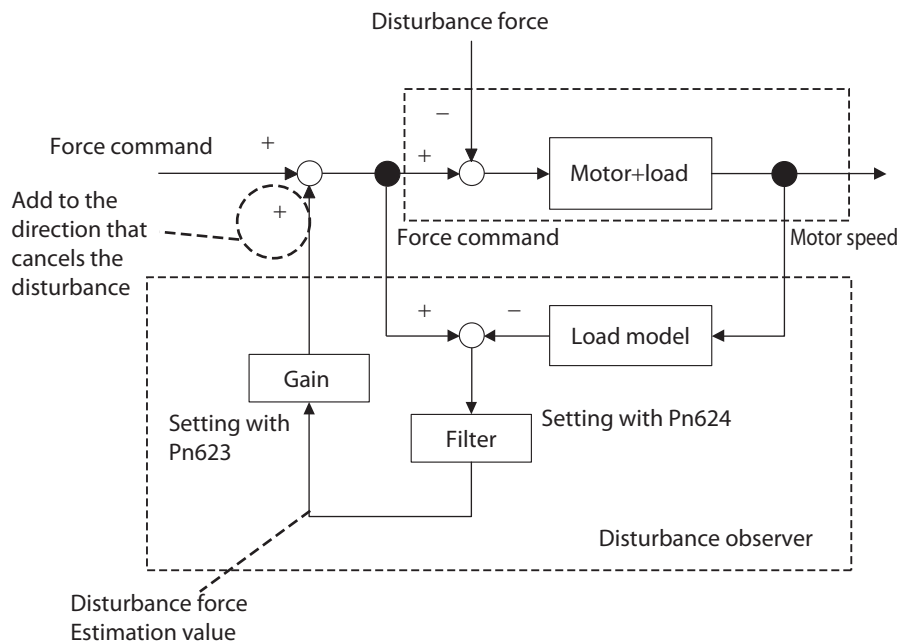 Disturbance force
−
+
Force command
+
Motor+load
Add to the
direction that
cancels the
disturbance
+
Force command
Motor speed
+
−
Load model
Gain
Setting with
Pn623
Filter
Setting with Pn624
Disturbance observer
Disturbance force
Estimation value